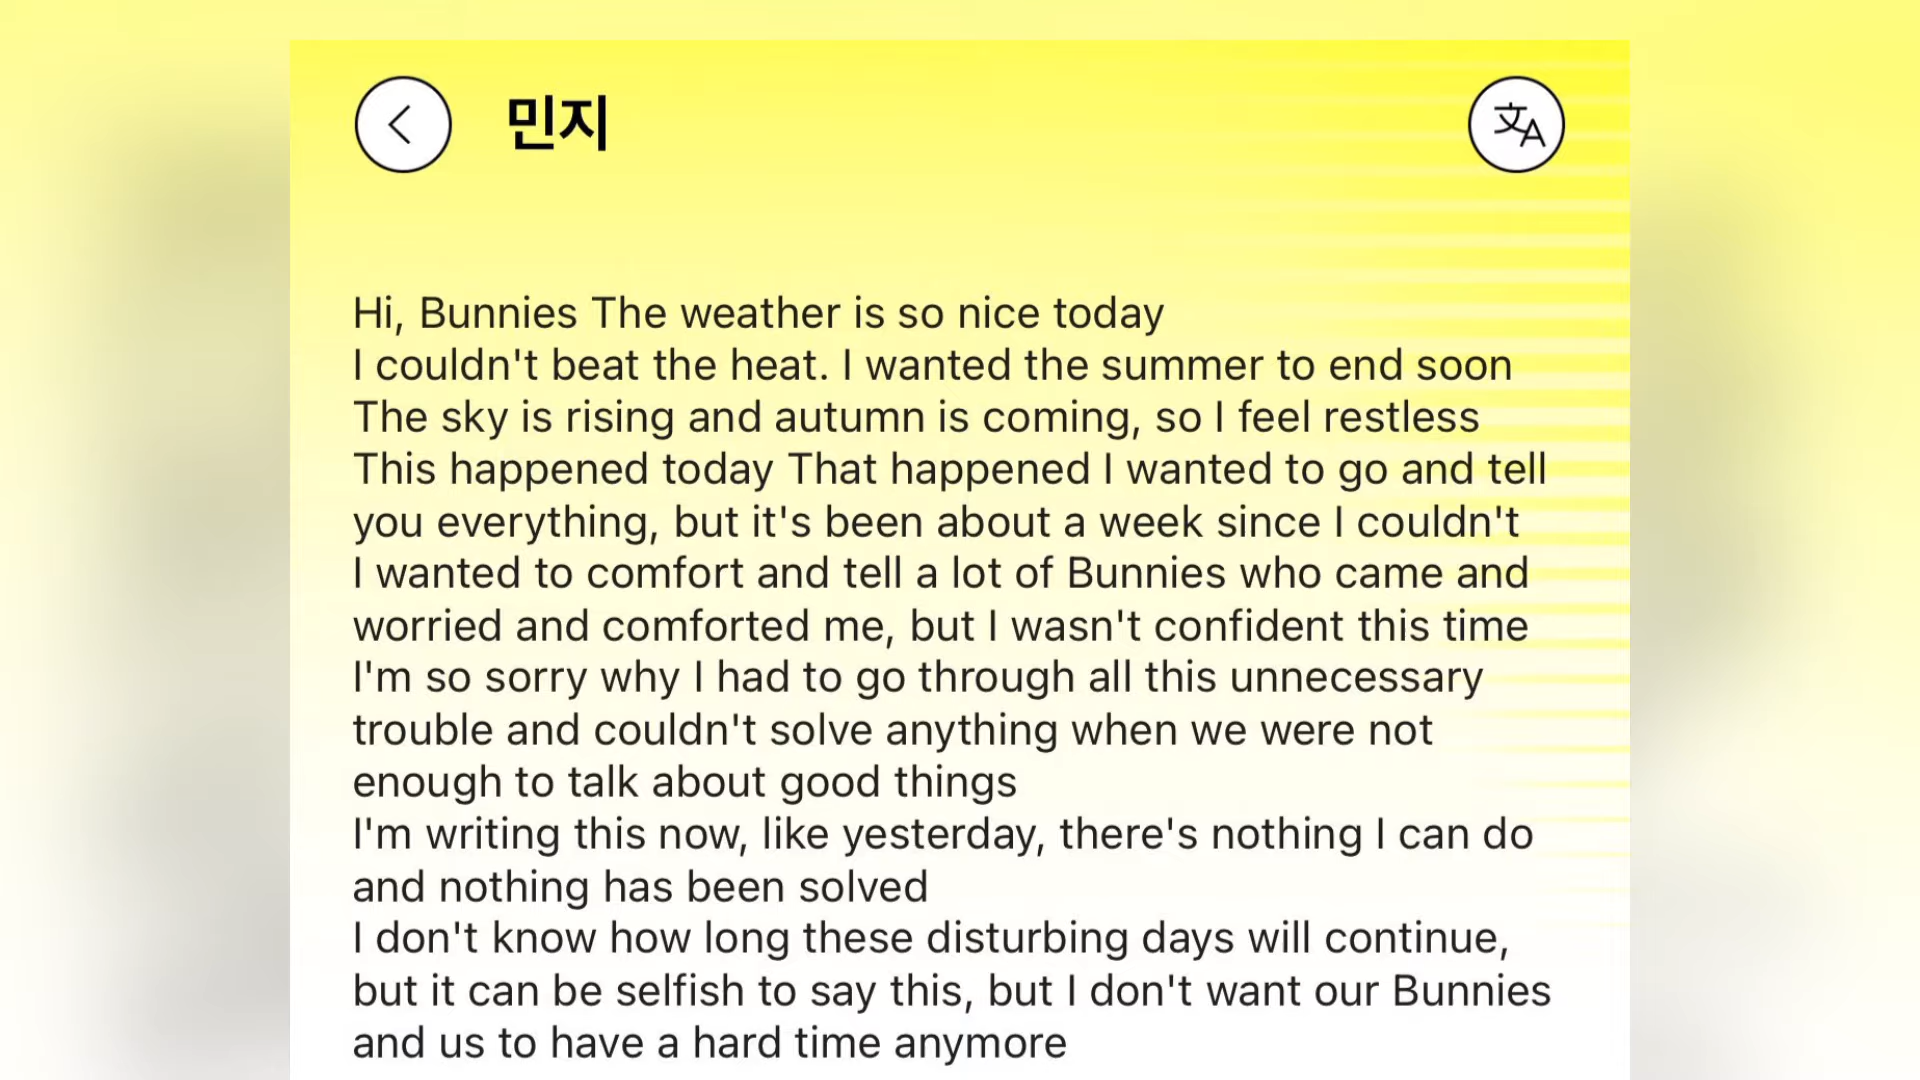 민지
Hi, Bunnies The weather is so nice today
I couldn't beat the heat. I wanted the summer to end soon
The sky is rising and autumn is coming, so I feel restless
This happened today That happened I wanted to go and tell
you everything, but it's been about a week since I couldn't
I wanted to comfort and tell a lot of Bunnies who came and
worried and comforted me, but I wasn't confident this time
I'm so sorry why I had to go through all this unnecessary
trouble and couldn't solve anything when we were not
enough to talk about good things
I'm writing this now, like yesterday, there's nothing I can do
and nothing has been solved
I don't know how long these disturbing days will continue,
but it can be selfish to say this, but I don't want our Bunnies
and us to have a hard time anymore